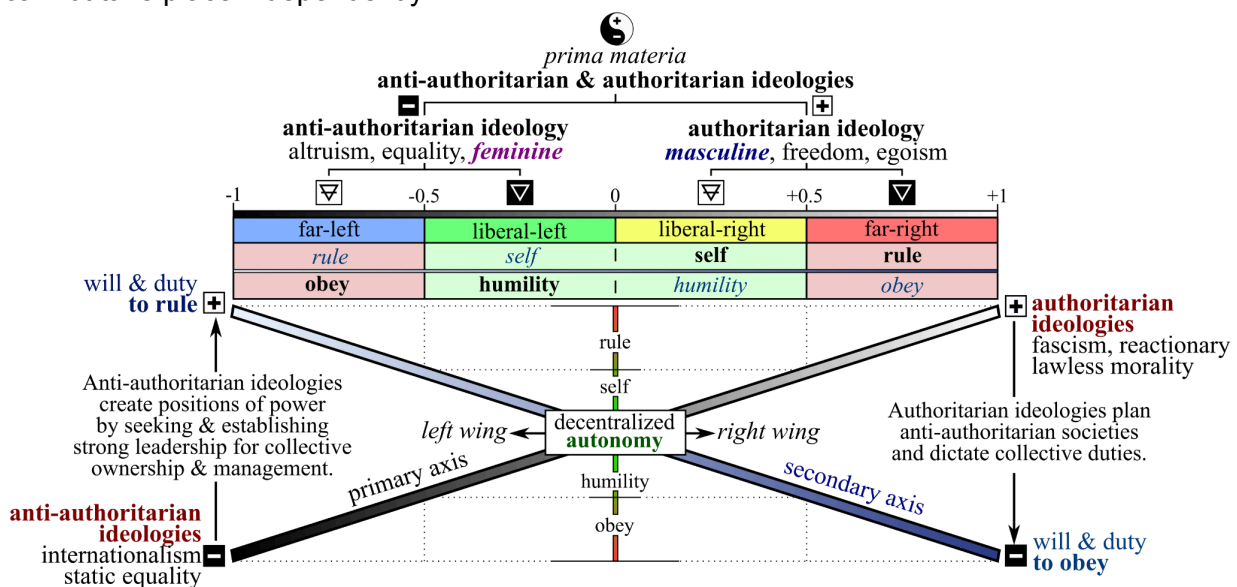 prima materia
anti-authoritarian & authoritarian ideologies
anti-authoritarian ideology
altruism, equality, feminine
authoritarian ideology
masculine, freedom, egoism
-1
-0.5
0
+0.5
+1
far-left
liberal-left
liberal-right
far-right
rule
self
self
rule
obey
humility
humility
obey
will & duty
to rule
authoritarian
ideologies
fascism, reactionary
lawless morality
rule
self
Anti-authoritarian ideologies
create positions of power
by seeking & establishing
strong leadership for collective
ownership & management.
left wing
decentralized
autonomy
right wing
Authoritarian ideologies plan
anti-authoritarian societies
and dictate collective duties.
primary axis
secondary axis
humility
obey
anti-authoritarian
ideologies
internationalism
static equality
will & duty
to obey